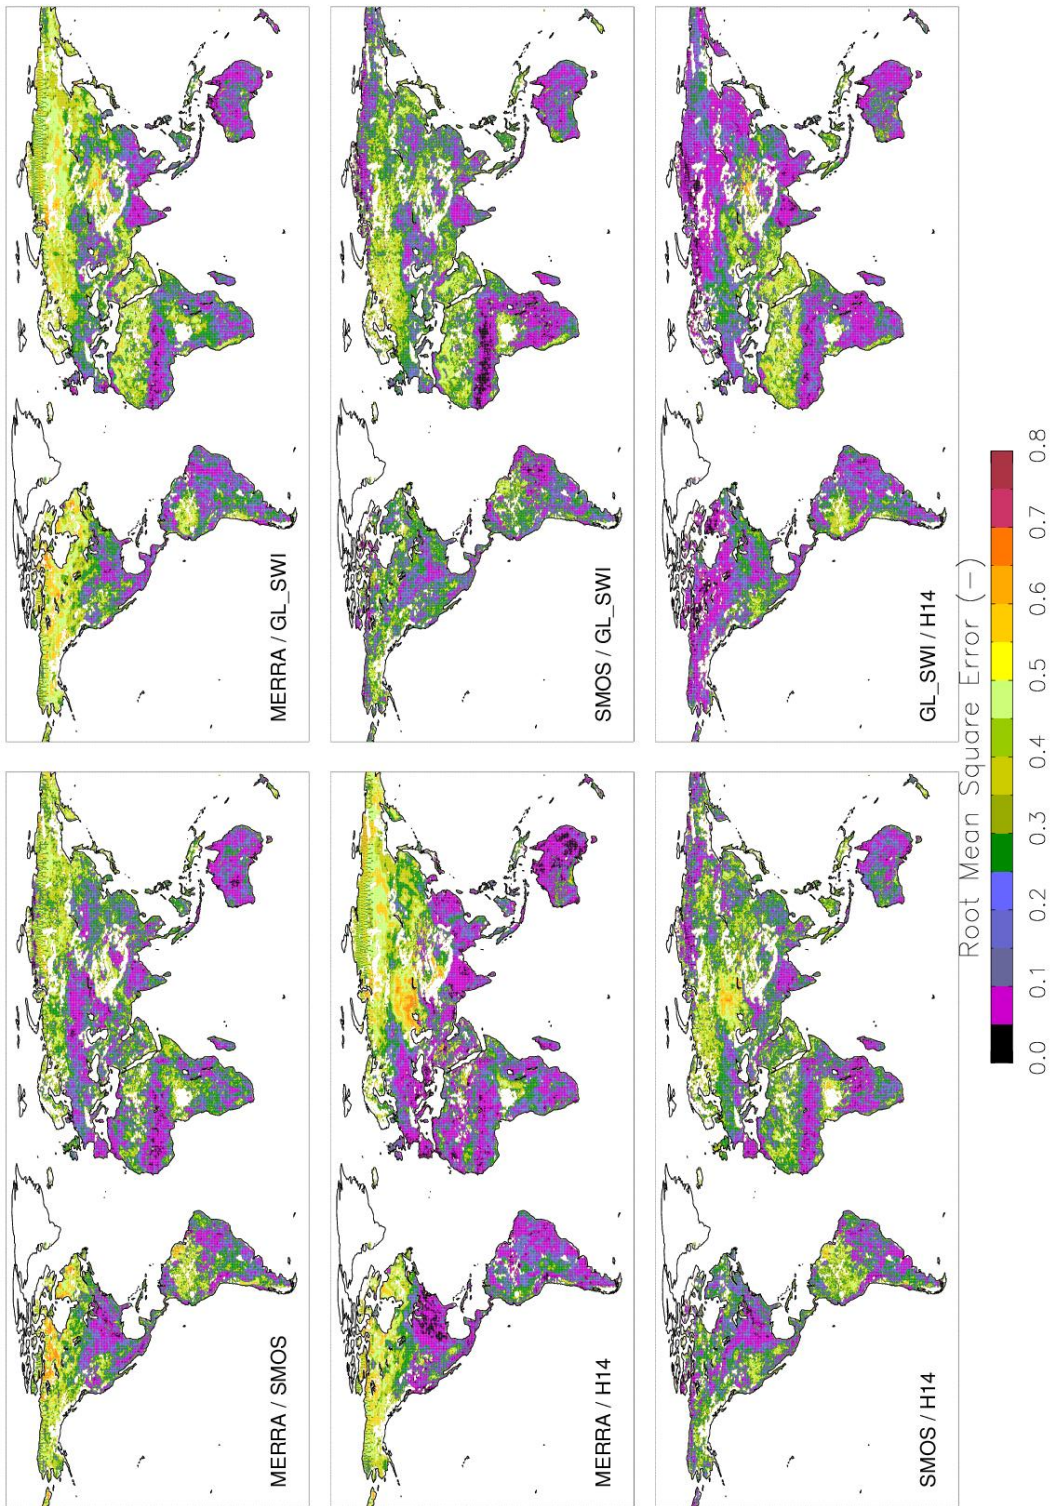 MERRA / SMOS
MERRA / GL_SWI
MERRA / H14
SMOS / GL_SWI
SMOS / H14
GL_SWI / H14
Root Mean Square Error (-)
0.0 0.1 0.2 0.3 0.4 0.5 0.6 0.7 0.8